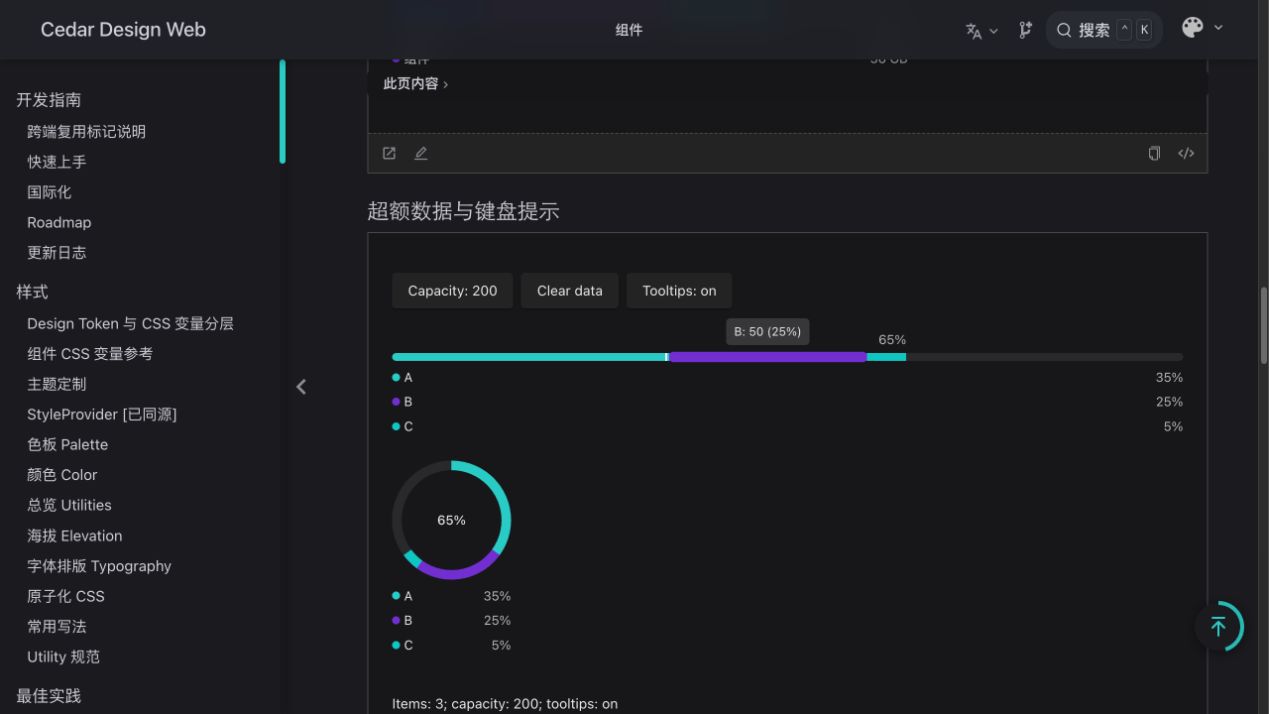 Cedar Design Web
组件
搜索 ^ K
开发指南
跨端复用标记说明
快速上手
国际化
Roadmap
更新日志
样式
Design Token 与 CSS 变量分层
组件 CSS 变量参考
主题定制
StyleProvider [已同源]
色板 Palette
颜色 Color
总览 Utilities
海拔 Elevation
字体排版 Typography
原子化 CSS
常用写法
Utility 规范
最佳实践
组件
此页内容 ›
超额数据与键盘提示
Capacity: 200
Clear data
Tooltips: on
B: 50 (25%)
65%
A 35%
B 25%
C 5%
65%
A 35%
B 25%
C 5%
Items: 3; capacity: 200; tooltips: on